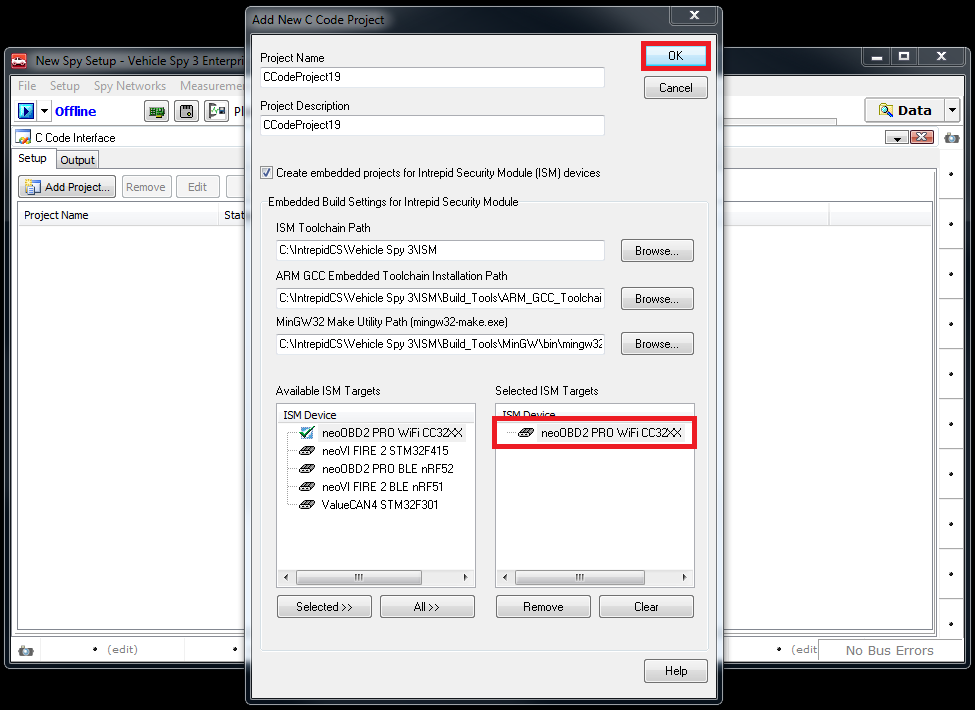 Add New C Code Project
Project Name
CCodeProject19
OK
Cancel
Project Description
CCodeProject19
Create embedded projects for Intrepid Security Module (ISM) devices
Embedded Build Settings for Intrepid Security Module
ISM Toolchain Path
C:\IntrepidCS\Vehicle Spy 3\ISM
Browse...
ARM GCC Embedded Toolchain Installation Path
C:\IntrepidCS\Vehicle Spy 3\ISM\Build_Tools\ARM_GCC_Toolchai
Browse...
MinGW32 Make Utility Path (mingw32-make.exe)
C:\IntrepidCS\Vehicle Spy 3\ISM\Build_Tools\MinGW\bin\mingw32
Browse...
Available ISM Targets
ISM Device
neoOBD2 PRO WiFi CC32XX
neoVI FIRE 2 STM32F415
neoOBD2 PRO BLE nRF52
neoVI FIRE 2 BLE nRF51
ValueCAN4 STM32F301
Selected >>
All >>
Selected ISM Targets
ISM Device
neoOBD2 PRO WiFi CC32XX
Remove
Clear
Help
New Spy Setup - Vehicle Spy 3 Enterpri
File Setup Spy Networks Measuremen
Offline
Pl
Data
C Code Interface
Setup
Output
Add Project...
Remove
Edit
Project Name
Stat
(edit)
(edit
No Bus Errors